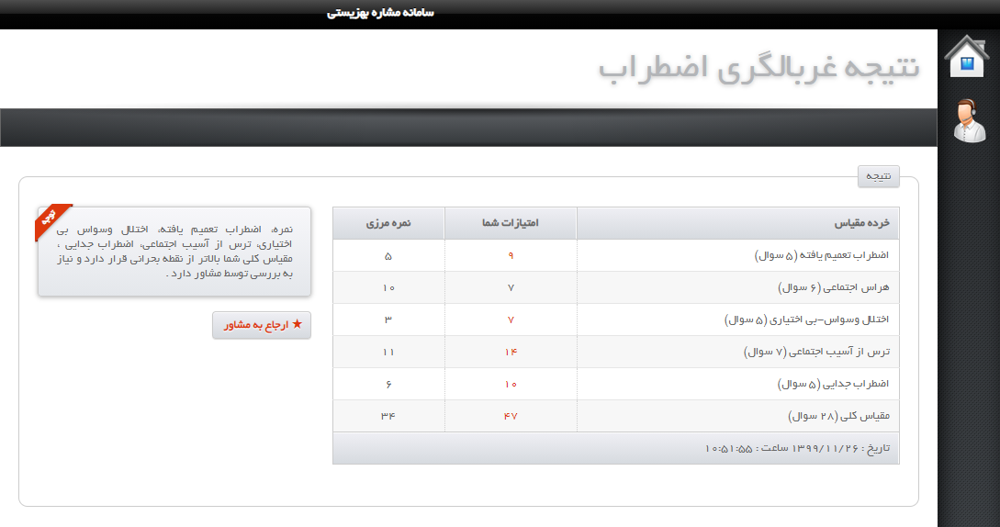 سامانه مشاره بهزیستی
نتیجه غربالگری اضطراب
نتیجه
خرده مقیاس امتیازات شما نمره مرزی
اضطراب تعمیم یافته (۵ سوال) ۹ ۵
هراس اجتماعی (۶ سوال) ۷ ۱۰
اختلال وسواس-بی اختیاری (۵ سوال) ۷ ۳
ترس از آسیب اجتماعی (۷ سوال) ۱۴ ۱۱
اضطراب جدایی (۵ سوال) ۱۰ ۶
مقیاس کلی (۲۸ سوال) ۴۷ ۳۴
تاریخ : ۱۳۹۹/۱۱/۲۶ ساعت : ۱۰:۵۱:۵۵
توجه
نمره، اضطراب تعمیم یافته، اختلال وسواس بی
اختیاری، ترس از آسیب اجتماعی، اضطراب جدایی ،
مقیاس کلی شما بالاتر از نقطه بحرانی قرار دارد و نیاز
به بررسی توسط مشاور دارد .
★ ارجاع به مشاور